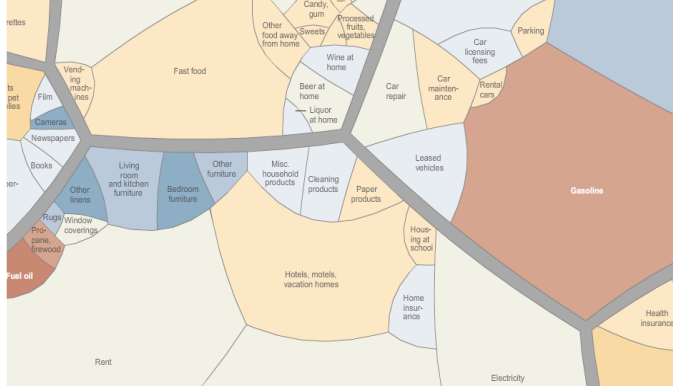 Candy,
gum
Processed
fruits,
vegetables
Other
food away
from home
Sweets
Parking
Car
licensing
fees
Wine at
home
Fast food
Vend-
ing
mach-
ines
Rental
cars
Car
repair
Car
mainten-
ance
Beer at
home
Film
Liquor
at home
Cameras
Newspapers
Books
Living
room
and kitchen
furniture
Other
furniture
Misc.
household
products
Cleaning
products
Leased
vehicles
Other
linens
Bedroom
furniture
Paper
products
Gasoline
Rugs
Window
coverings
Pro-
pane,
firewood
Hous-
ing at
school
Fuel oil
Hotels, motels,
vacation homes
Home
insur-
ance
Health
insurance
Rent
Electricity